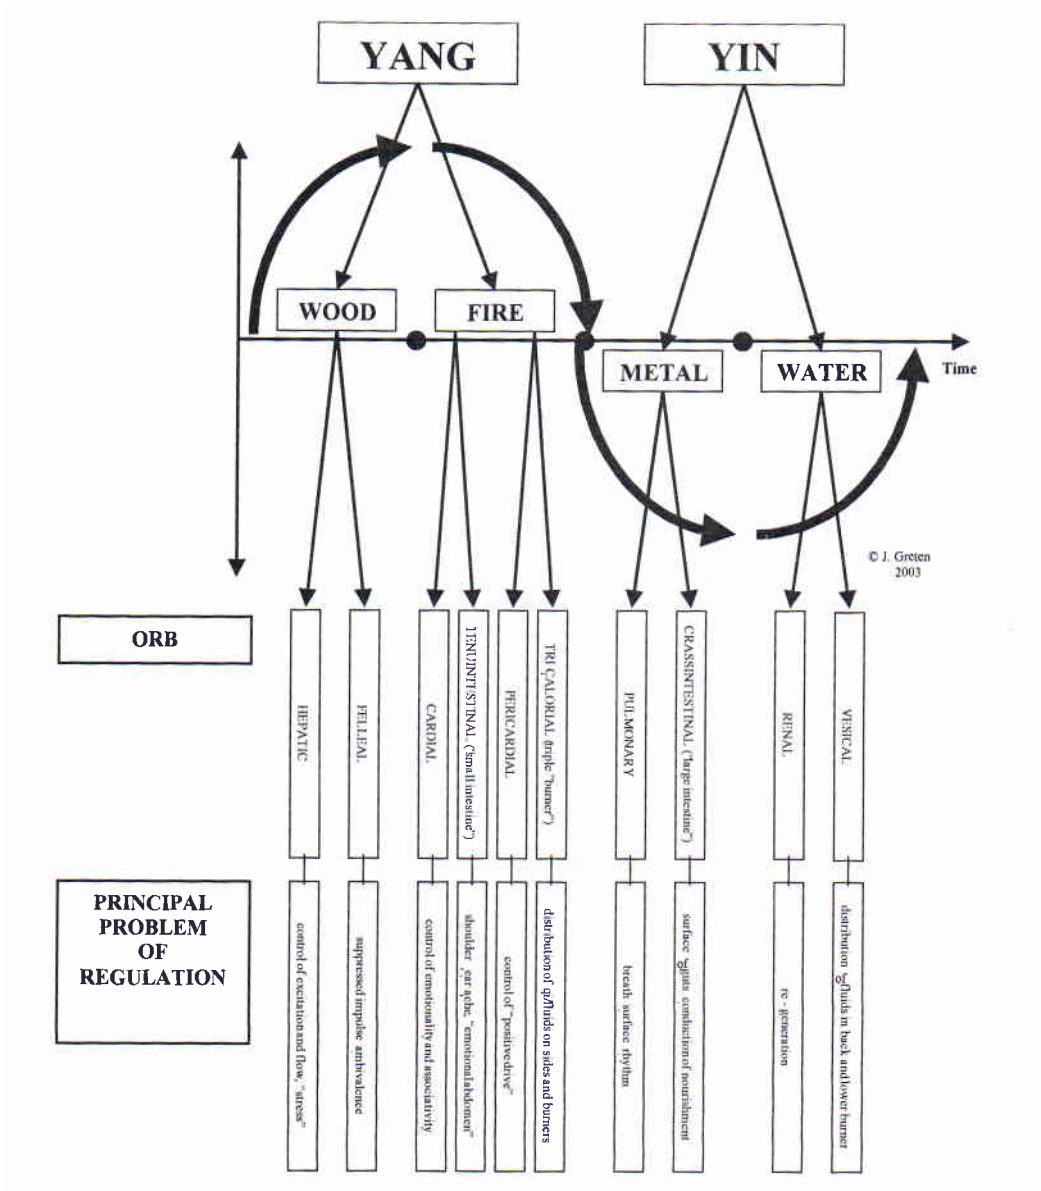 YANG
YIN
WOOD
FIRE
METAL
WATER
Time
© J. Greten
2003
ORB
HEPATIC
FELLEAL
CARDIAL
TENUINTESTINAL ("small intestine")
PERICARDIAL
TRICALORIAL (triple "burner")
PULMONARY
CRASSINTESTINAL ("large intestine")
RENAL
VESICAL
PRINCIPAL
PROBLEM
OF
REGULATION
control of excitation and flow, "stress"
suppressed impulse ambivalence
control of emotionality and associativity
shoulder ear ache, "emotional abdomen"
control of "positive drive"
distribution of qi/fluids on sides and burners
breath surface rhythm
surface guts conduction of nourishment
re - generation
distribution fluids in back and lower burner